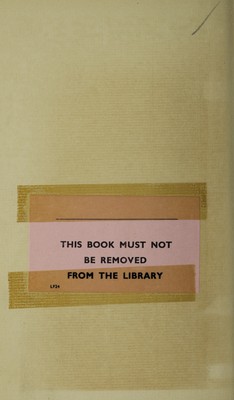 THIS BOOK MUST NOT
BE REMOVED
FROM THE LIBRARY